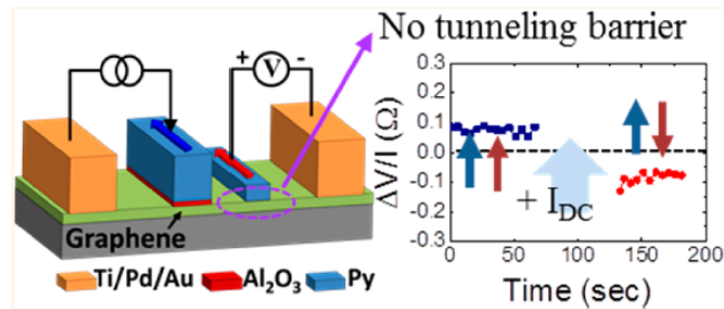 No tunneling barrier
+ V -
Graphene
Ti/Pd/Au Al₂O₃ Py
ΔV/I (Ω)
0.3
0.2
0.1
0.0
-0.1
-0.2
-0.3
+ I_DC
0 50 100 150 200
Time (sec)